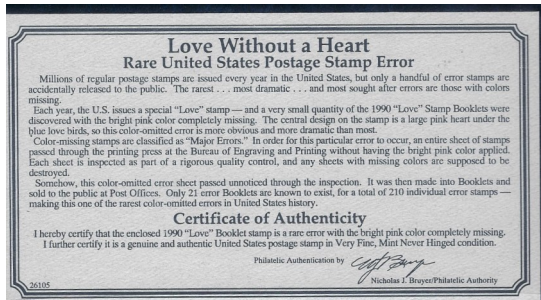 Love Without a Heart
Rare United States Postage Stamp Error
Millions of regular postage stamps are issued every year in the United States, but only a handful of error stamps are
accidentally released to the public. The rarest . . . most dramatic . . . and most sought after errors are those with colors
missing.
Each year, the U.S. issues a special "Love" stamp — and a very small quantity of the 1990 "Love" Stamp Booklets were
discovered with the bright pink color completely missing. The central design on the stamp is a large pink heart under the
blue love birds, so this color-omitted error is more obvious and more dramatic than most.
Color-missing stamps are classified as "Major Errors." In order for this particular error to occur, an entire sheet of stamps
passed through the printing press at the Bureau of Engraving and Printing without having the bright pink color applied.
Each sheet is inspected as part of a rigorous quality control, and any sheets with missing colors are supposed to be
destroyed.
Somehow, this color-omitted error sheet passed unnoticed through the inspection. It was then made into Booklets and
sold to the public at Post Offices. Only 21 error Booklets are known to exist, for a total of 210 individual error stamps —
making this one of the rarest color-omitted errors in United States history.
Certificate of Authenticity
I hereby certify that the enclosed 1990 "Love" Booklet stamp is a rare error with the bright pink color completely missing.
I further certify it is a genuine and authentic United States postage stamp in Very Fine, Mint Never Hinged condition.
Philatelic Authentication by
Nicholas J. Bruyer/Philatelic Authority
26105